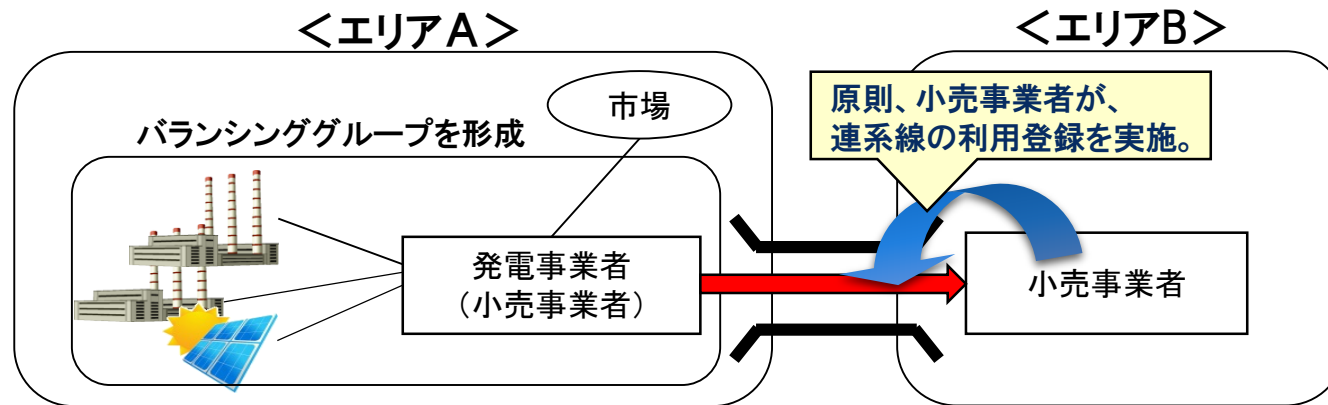 <エリアA>
<エリアB>
市場
原則、小売事業者が、
連系線の利用登録を実施。
バランシンググループを形成
発電事業者
（小売事業者）
小売事業者